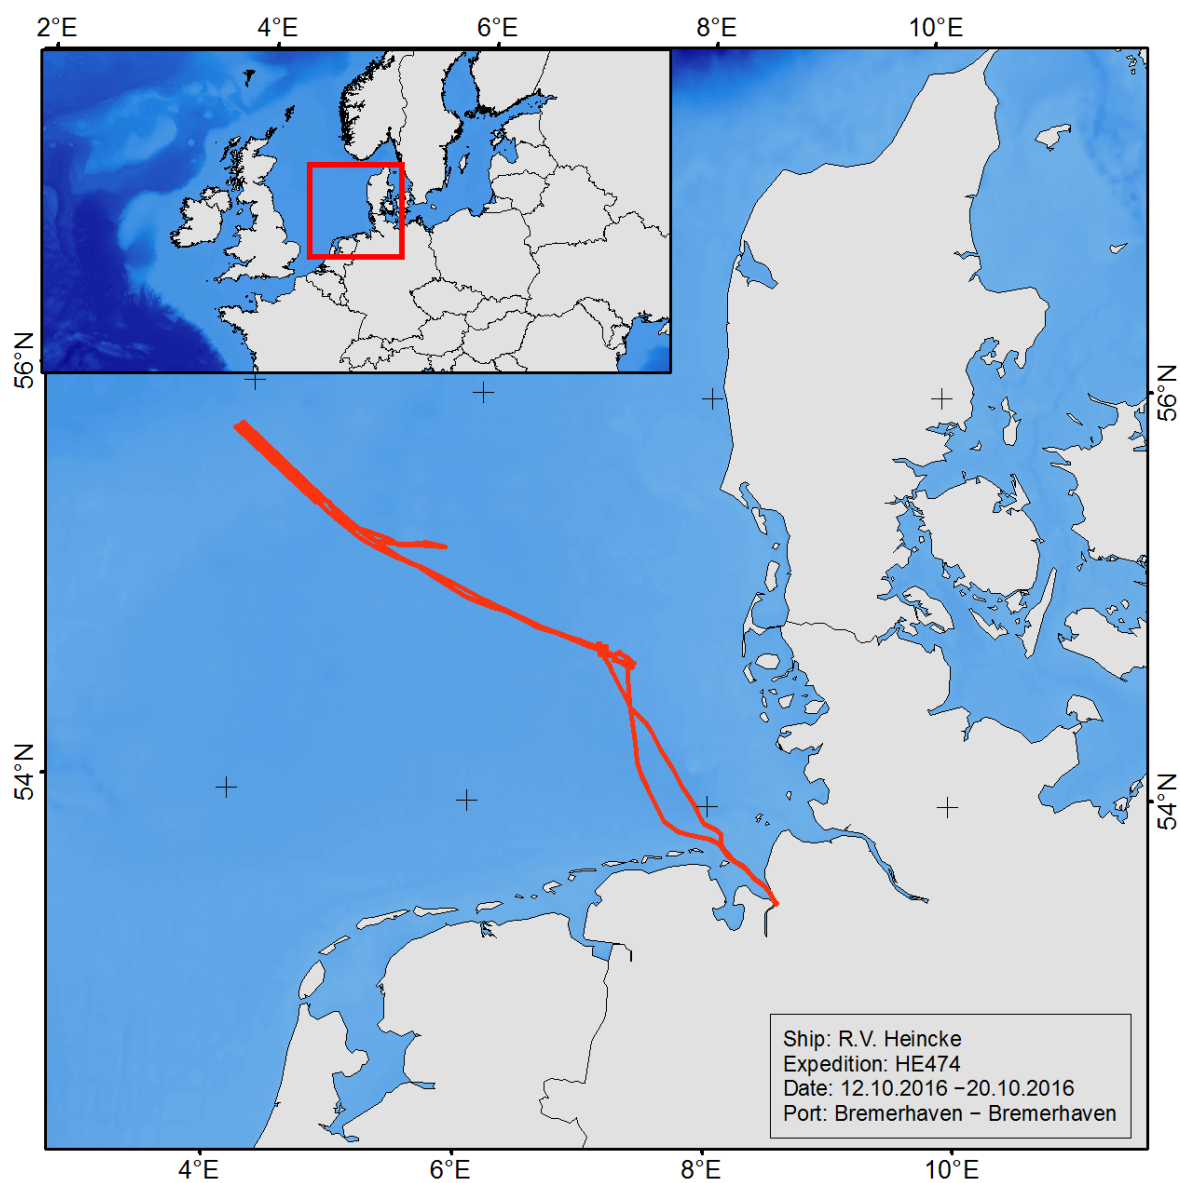 2°E 4°E 6°E 8°E 10°E
56°N 56°N
54°N 54°N
Ship: R.V. Heincke
Expedition: HE474
Date: 12.10.2016 −20.10.2016
Port: Bremerhaven − Bremerhaven
4°E 6°E 8°E 10°E